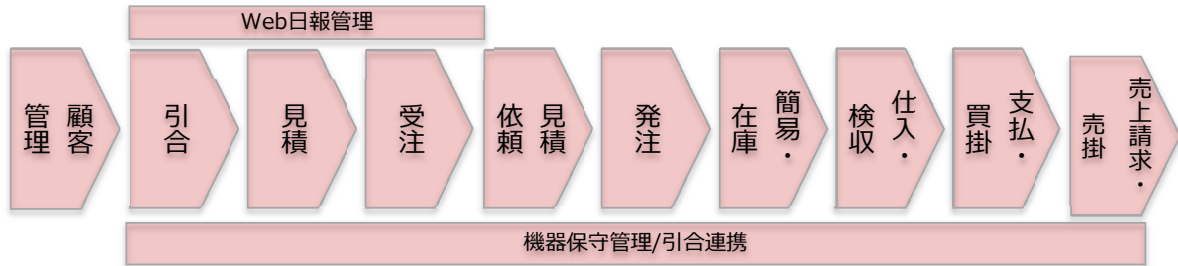 Web日報管理
顧客
管理
引合
見積
受注
見積
依頼
発注
簡易・
在庫
仕入・
検収
支払・
買掛
売上請求・
売掛
機器保守管理/引合連携